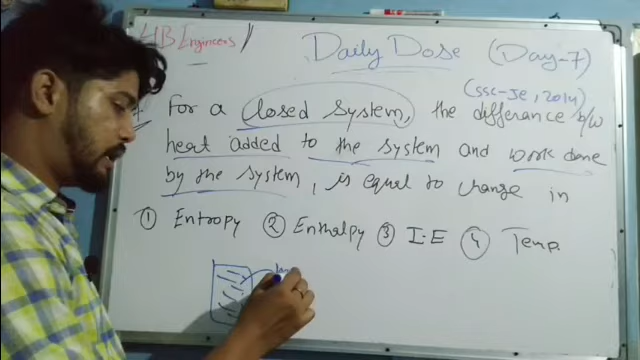 HB Engineers
Daily Dose (Day-7)
(SSC-Je, 2014)
For a closed system, the difference b/w
heat added to the system and work done
by the system, is equal to change in
① Entropy ② Enthalpy ③ I.E ④ Temp.